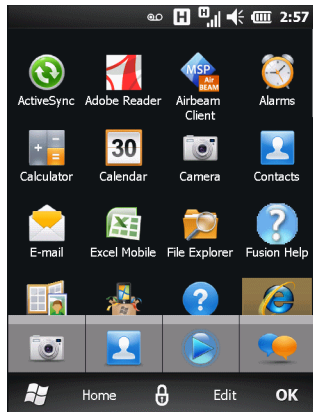 H H 2:57
ActiveSync Adobe Reader Airbeam Client Alarms
MSP Air BEAM
Calculator Calendar Camera Contacts
30
E-mail Excel Mobile File Explorer Fusion Help
Home Edit OK